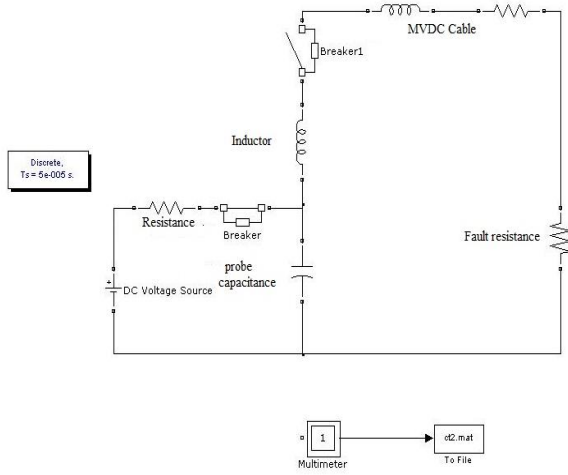 MVDC Cable
Breaker1
Inductor
Discrete,
Ts = 5e-005 s.
Resistance
Breaker
Fault resistance
probe
capacitance
+
DC Voltage Source
1
Multimeter
ct2.mat
To File